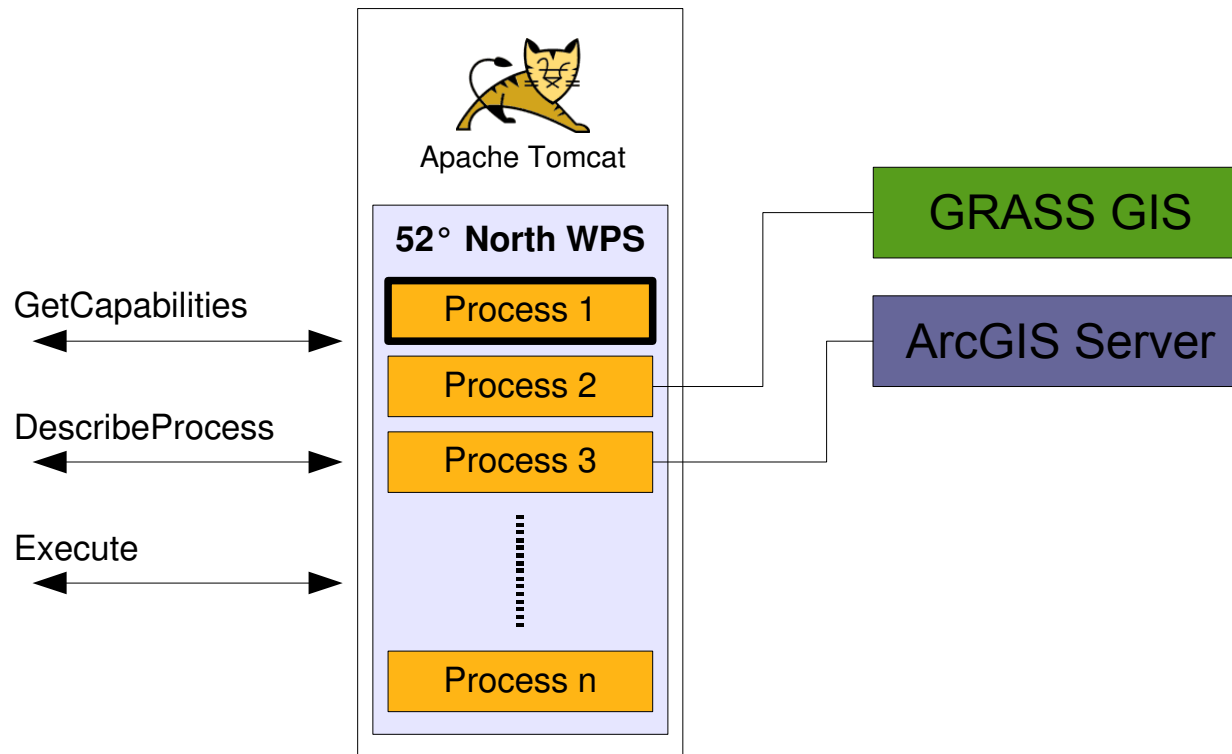 Apache Tomcat
52° North WPS
GetCapabilities
Process 1
Process 2
DescribeProcess
Process 3
Execute
Process n
GRASS GIS
ArcGIS Server